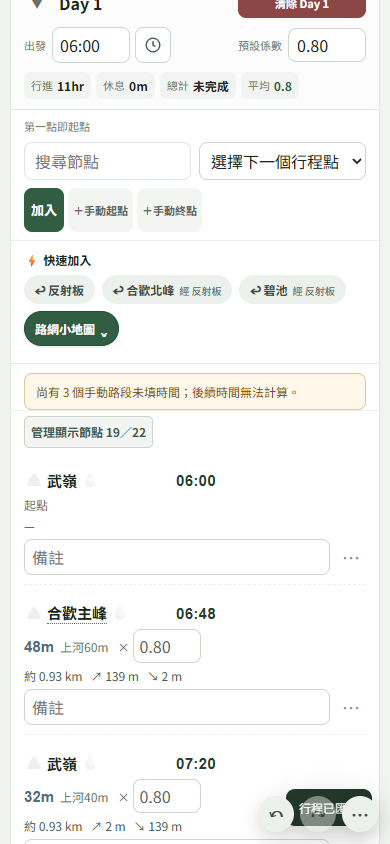 Day 1
清除 Day 1
出發 06:00 預設係數 0.80
行進 11hr 休息 0m 總計 未完成 平均 0.8
第一點即起點
搜尋節點 選擇下一個行程點
加入 +手動起點 +手動終點
快速加入
反射板 合歡北峰 經 反射板 碧池 經 反射板
路網小地圖
尚有 3 個手動路段未填時間；後續時間無法計算。
管理顯示節點 19／22
武嶺 06:00
起點
—
備註 ⋯
合歡主峰 06:48
48m 上河60m × 0.80
約 0.93 km ↗ 139 m ↘ 2 m
備註 ⋯
武嶺 07:20
32m 上河40m × 0.80
行程已
約 0.93 km ↗ 2 m ↘ 139 m